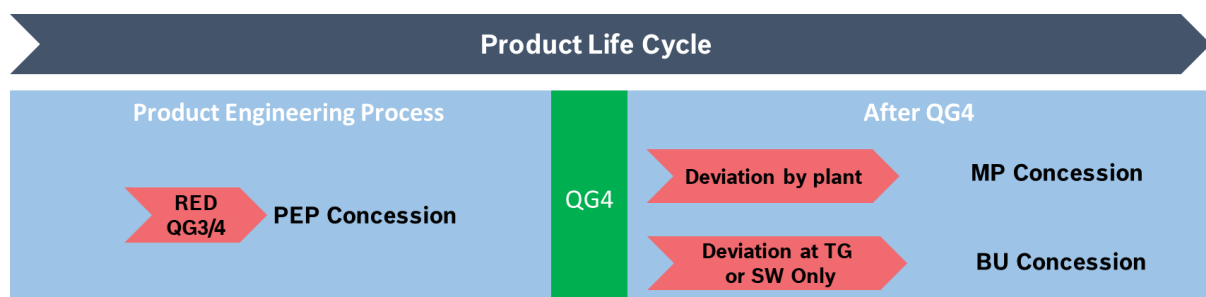 Product Life Cycle
Product Engineering Process
RED
QG3/4
PEP Concession
QG4
After QG4
Deviation by plant
MP Concession
Deviation at TG
or SW Only
BU Concession